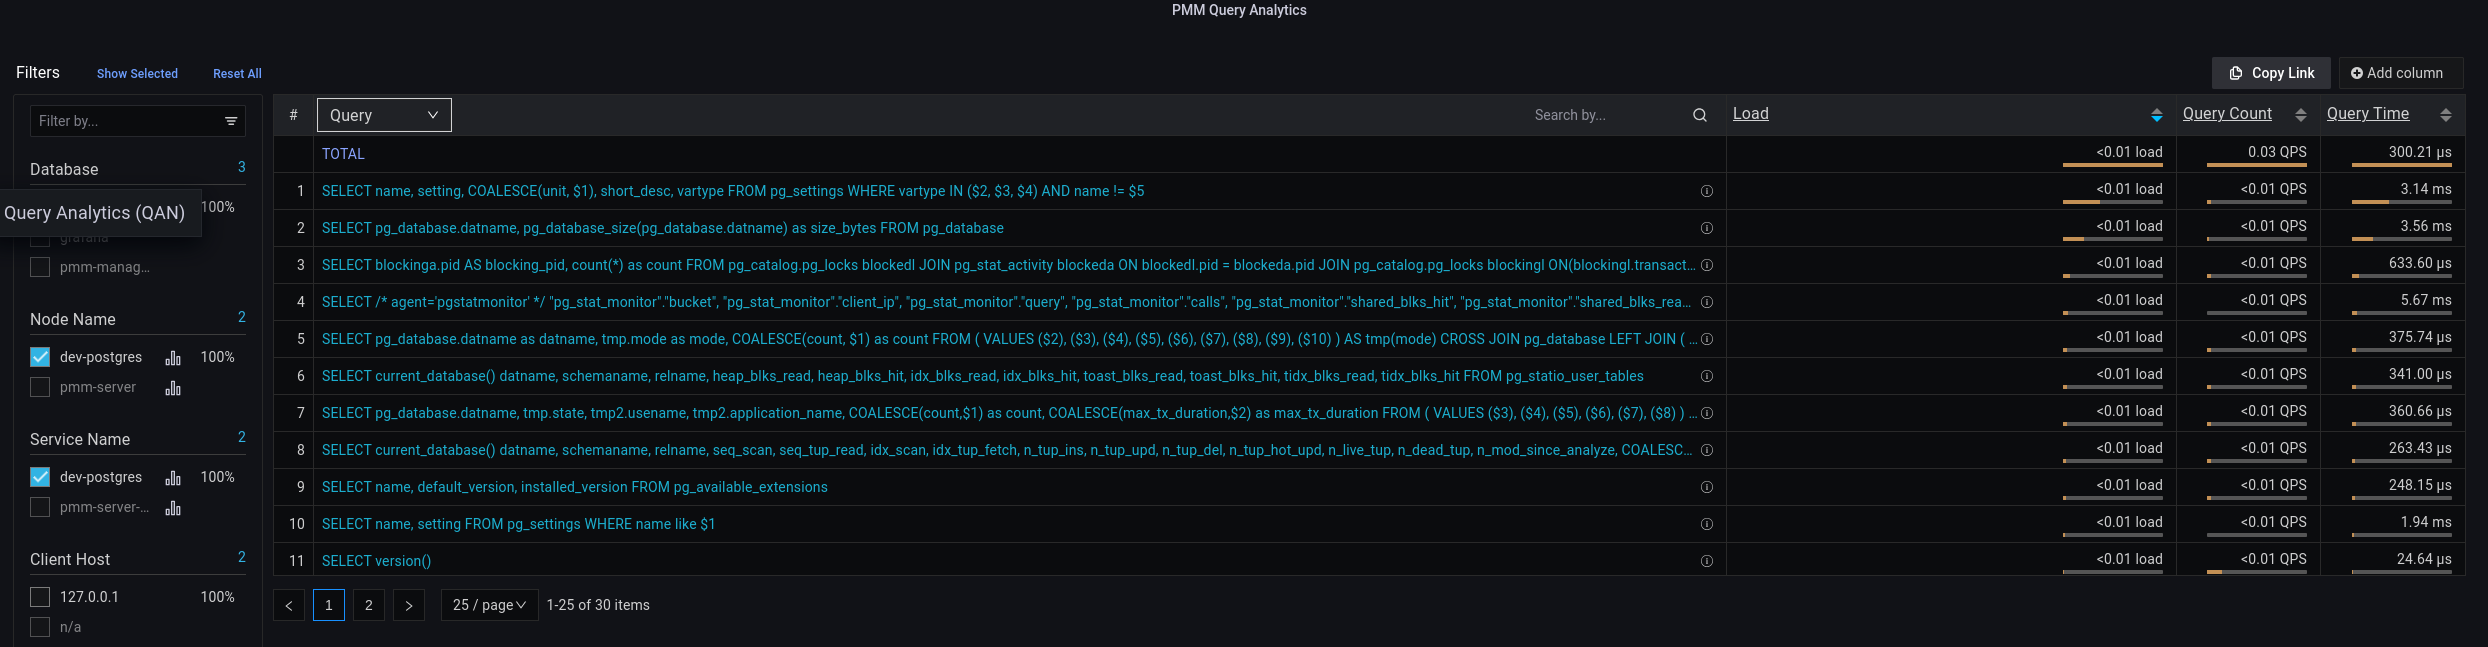 PMM Query Analytics
Filters Show Selected Reset All
Copy Link Add column
Filter by...
Database 3
Query Analytics (QAN) 100%
grafana
pmm-manag...
Node Name 2
dev-postgres 100%
pmm-server
Service Name 2
dev-postgres 100%
pmm-server-...
Client Host 2
127.0.0.1 100%
n/a
# Query Search by... Load Query Count Query Time
TOTAL <0.01 load 0.03 QPS 300.21 µs
1 SELECT name, setting, COALESCE(unit, $1), short_desc, vartype FROM pg_settings WHERE vartype IN ($2, $3, $4) AND name != $5 <0.01 load <0.01 QPS 3.14 ms
2 SELECT pg_database.datname, pg_database_size(pg_database.datname) as size_bytes FROM pg_database <0.01 load <0.01 QPS 3.56 ms
3 SELECT blockinga.pid AS blocking_pid, count(*) as count FROM pg_catalog.pg_locks blockedl JOIN pg_stat_activity blockeda ON blockedl.pid = blockeda.pid JOIN pg_catalog.pg_locks blockingl ON(blockingl.transact... <0.01 load <0.01 QPS 633.60 µs
4 SELECT /* agent='pgstatmonitor' */ "pg_stat_monitor"."bucket", "pg_stat_monitor"."client_ip", "pg_stat_monitor"."query", "pg_stat_monitor"."calls", "pg_stat_monitor"."shared_blks_hit", "pg_stat_monitor"."shared_blks_rea... <0.01 load <0.01 QPS 5.67 ms
5 SELECT pg_database.datname as datname, tmp.mode as mode, COALESCE(count, $1) as count FROM ( VALUES ($2), ($3), ($4), ($5), ($6), ($7), ($8), ($9), ($10) ) AS tmp(mode) CROSS JOIN pg_database LEFT JOIN ( ... <0.01 load <0.01 QPS 375.74 µs
6 SELECT current_database() datname, schemaname, relname, heap_blks_read, heap_blks_hit, idx_blks_read, idx_blks_hit, toast_blks_read, toast_blks_hit, tidx_blks_read, tidx_blks_hit FROM pg_statio_user_tables <0.01 load <0.01 QPS 341.00 µs
7 SELECT pg_database.datname, tmp.state, tmp2.usename, tmp2.application_name, COALESCE(count,$1) as count, COALESCE(max_tx_duration,$2) as max_tx_duration FROM ( VALUES ($3), ($4), ($5), ($6), ($7), ($8) ) ... <0.01 load <0.01 QPS 360.66 µs
8 SELECT current_database() datname, schemaname, relname, seq_scan, seq_tup_read, idx_scan, idx_tup_fetch, n_tup_ins, n_tup_upd, n_tup_del, n_tup_hot_upd, n_live_tup, n_dead_tup, n_mod_since_analyze, COALESC... <0.01 load <0.01 QPS 263.43 µs
9 SELECT name, default_version, installed_version FROM pg_available_extensions <0.01 load <0.01 QPS 248.15 µs
10 SELECT name, setting FROM pg_settings WHERE name like $1 <0.01 load <0.01 QPS 1.94 ms
11 SELECT version() <0.01 load <0.01 QPS 24.64 µs
< 1 2 > 25 / page 1-25 of 30 items